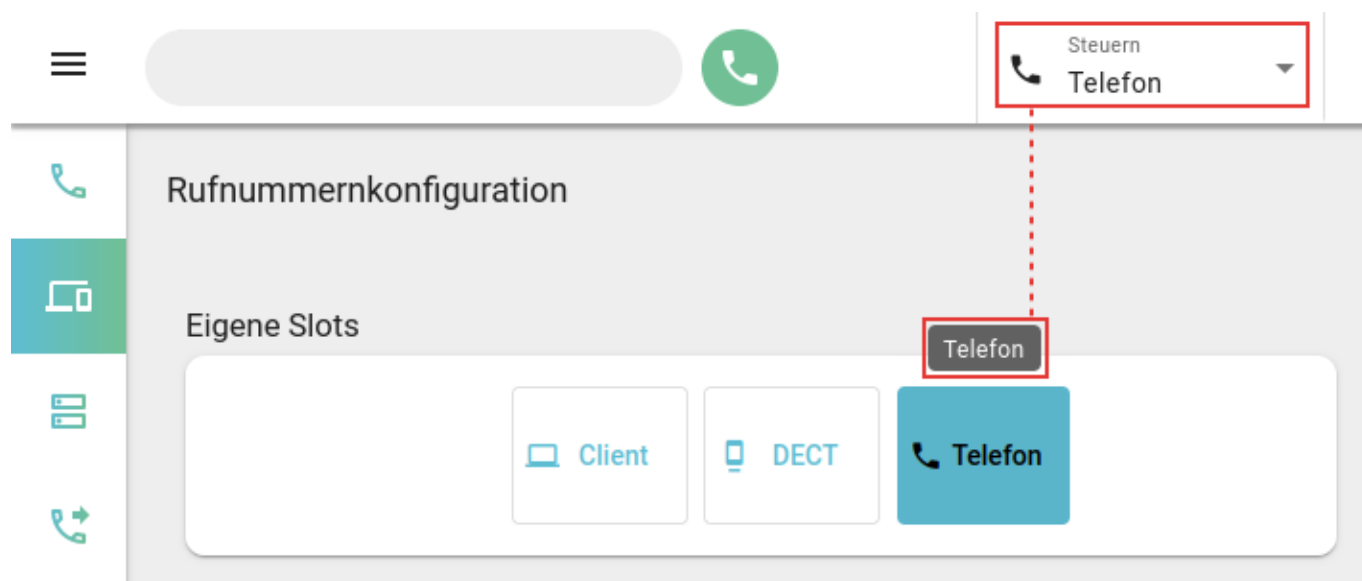 Steuern
Telefon
Rufnummernkonfiguration
Eigene Slots
Telefon
Client
DECT
Telefon